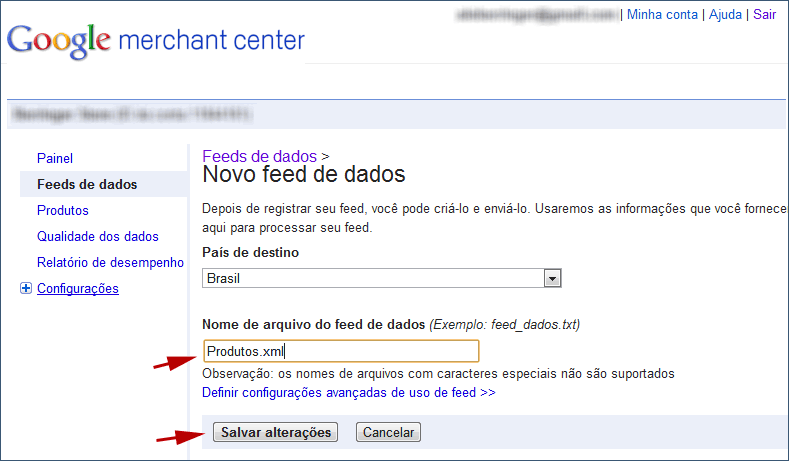 | Minha conta | Ajuda | Sair
Google merchant center
Painel
Feeds de dados
Produtos
Qualidade dos dados
Relatório de desempenho
Configurações
Feeds de dados >
Novo feed de dados
Depois de registrar seu feed, você pode criá-lo e enviá-lo. Usaremos as informações que você fornece
aqui para processar seu feed.
País de destino
Brasil
Nome de arquivo do feed de dados (Exemplo: feed_dados.txt)
Produtos.xml
Observação: os nomes de arquivos com caracteres especiais não são suportados
Definir configurações avançadas de uso de feed >>
Salvar alterações Cancelar